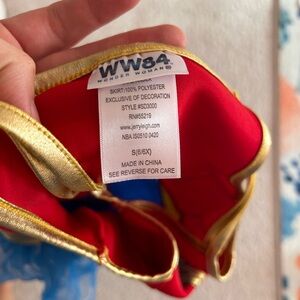 WW84
WONDER WOMAN
SKIRT/100% POLYESTER
EXCLUSIVE OF DECORATION
STYLE #SD3000
RN#65219
www.jerryleigh.com
NBA IS0510 0420
S(6/6X)
MADE IN CHINA
SEE REVERSE FOR CARE